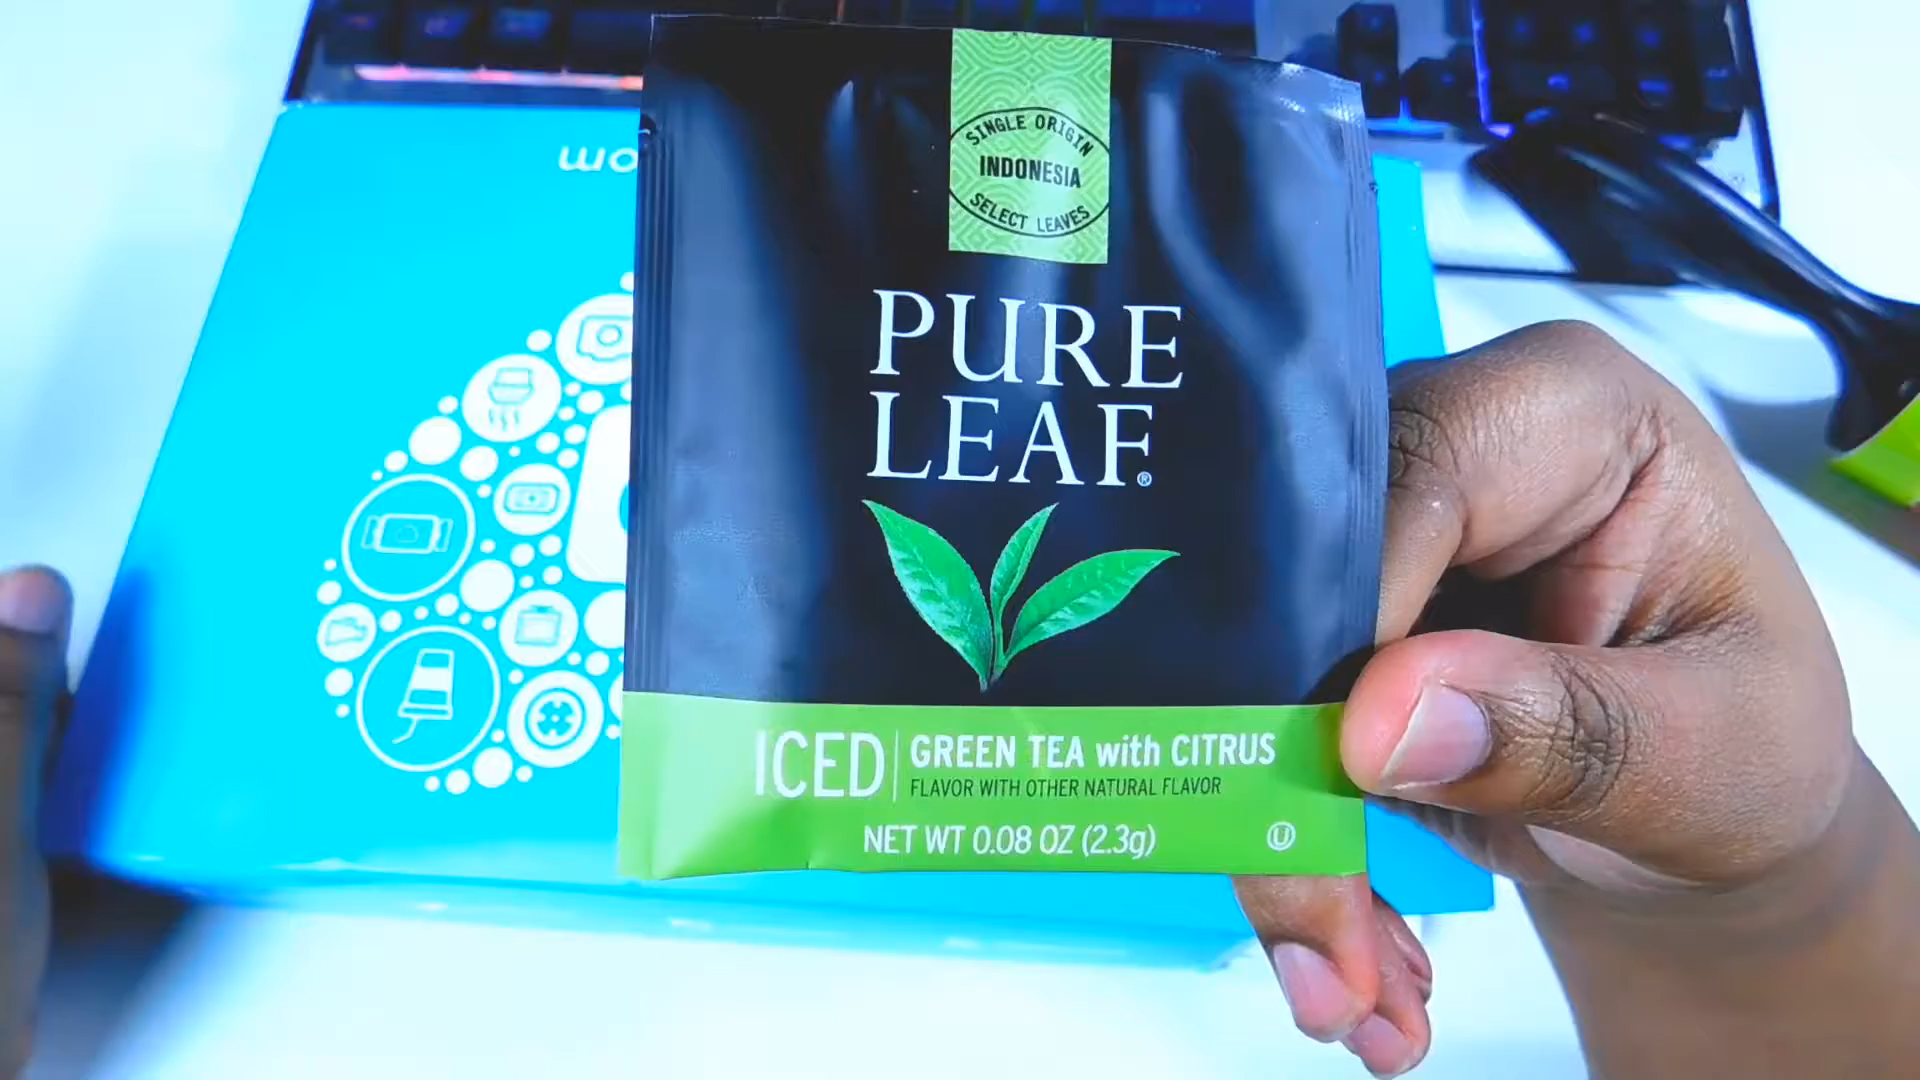 SINGLE ORIGIN
INDONESIA
SELECT LEAVES
PURE
LEAF®
ICED | GREEN TEA with CITRUS
FLAVOR WITH OTHER NATURAL FLAVOR
NET WT 0.08 OZ (2.3g)
U